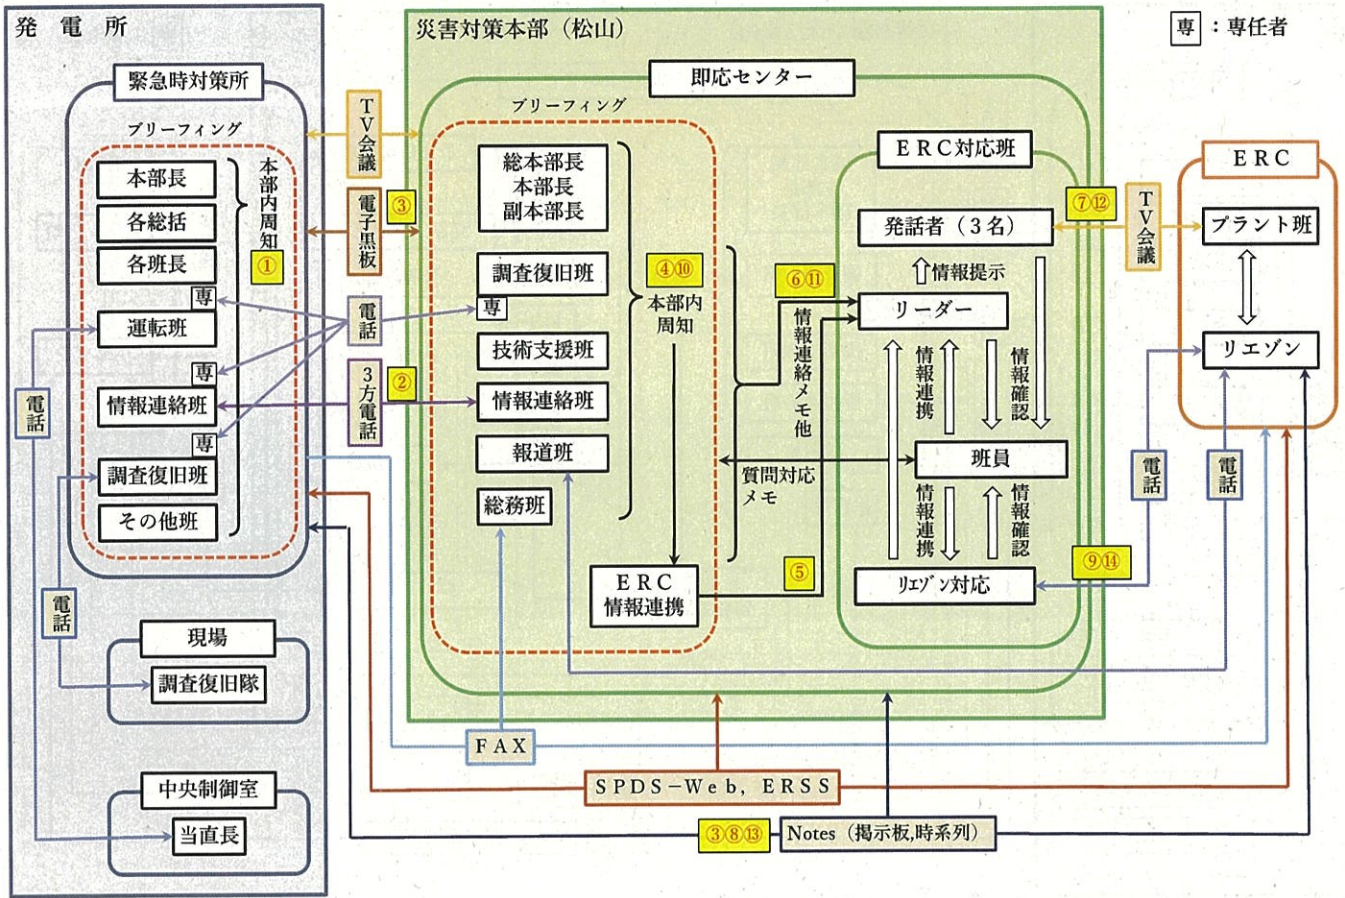 発電所
緊急時対策所
ブリーフィング
本部長
各総括
各班長
専
運転班
専
情報連絡班
専
調査復旧班
その他班
本部内周知
①
電話
電話
現場
調査復旧隊
中央制御室
当直長
TV会議
電子黒板
③
電話
3方電話
②
災害対策本部（松山）
即応センター
ブリーフィング
総本部長
本部長
副本部長
調査復旧班
専
技術支援班
情報連絡班
報道班
総務班
④⑩
本部内
周知
ERC
情報連携
⑤
⑥⑪
情報連絡メモ他
質問対応
メモ
ERC対応班
発話者（3名）
情報提示
リーダー
情報連携
情報確認
班員
情報連携
情報確認
ﾘｴｿﾞﾝ対応
⑦⑫
TV会議
⑨⑭
専：専任者
ERC
プラント班
リエゾン
電話
電話
FAX
SPDS－Web，ERSS
③⑧⑬
Notes（掲示板,時系列）